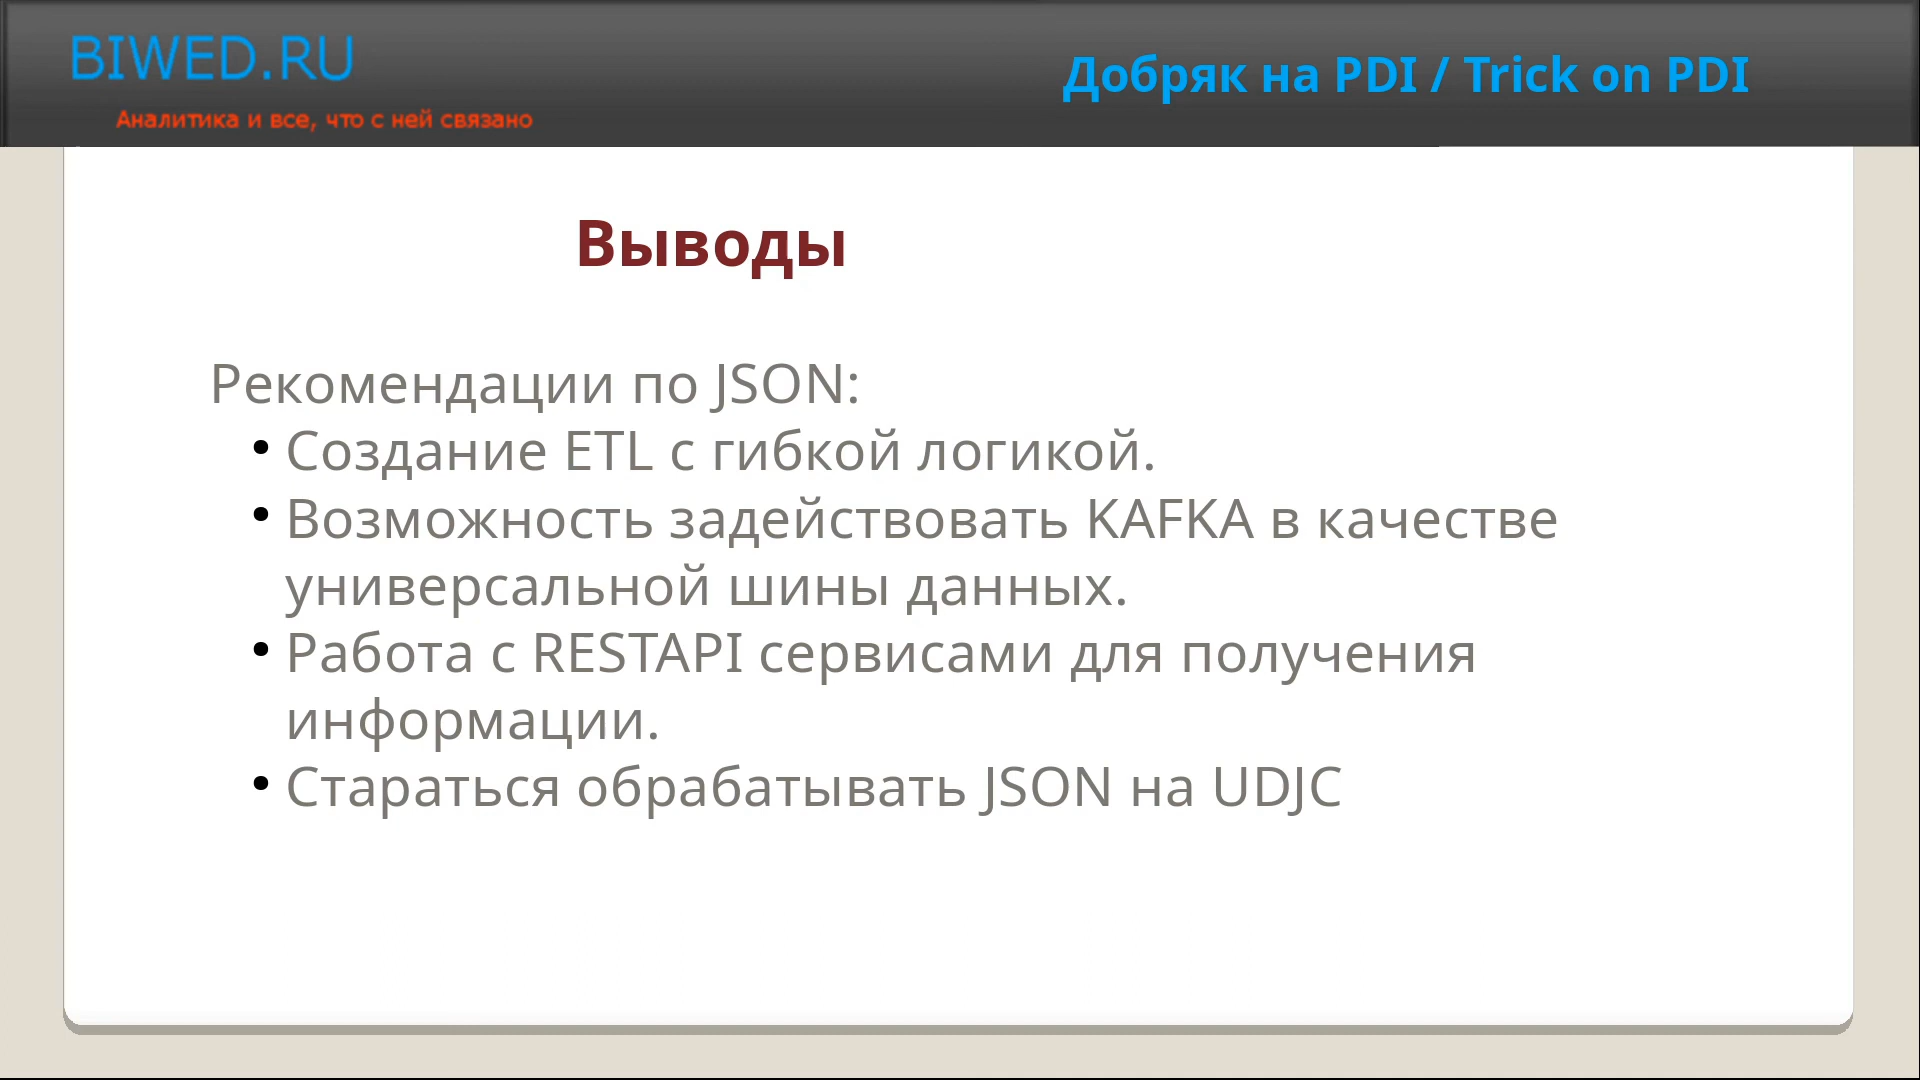 BIWED.RU
Аналитика и все, что с ней связано
Добряк на PDI / Trick on PDI
Выводы
Рекомендации по JSON:
• Создание ETL с гибкой логикой.
• Возможность задействовать KAFKA в качестве
универсальной шины данных.
• Работа с RESTAPI сервисами для получения
информации.
• Стараться обрабатывать JSON на UDJC